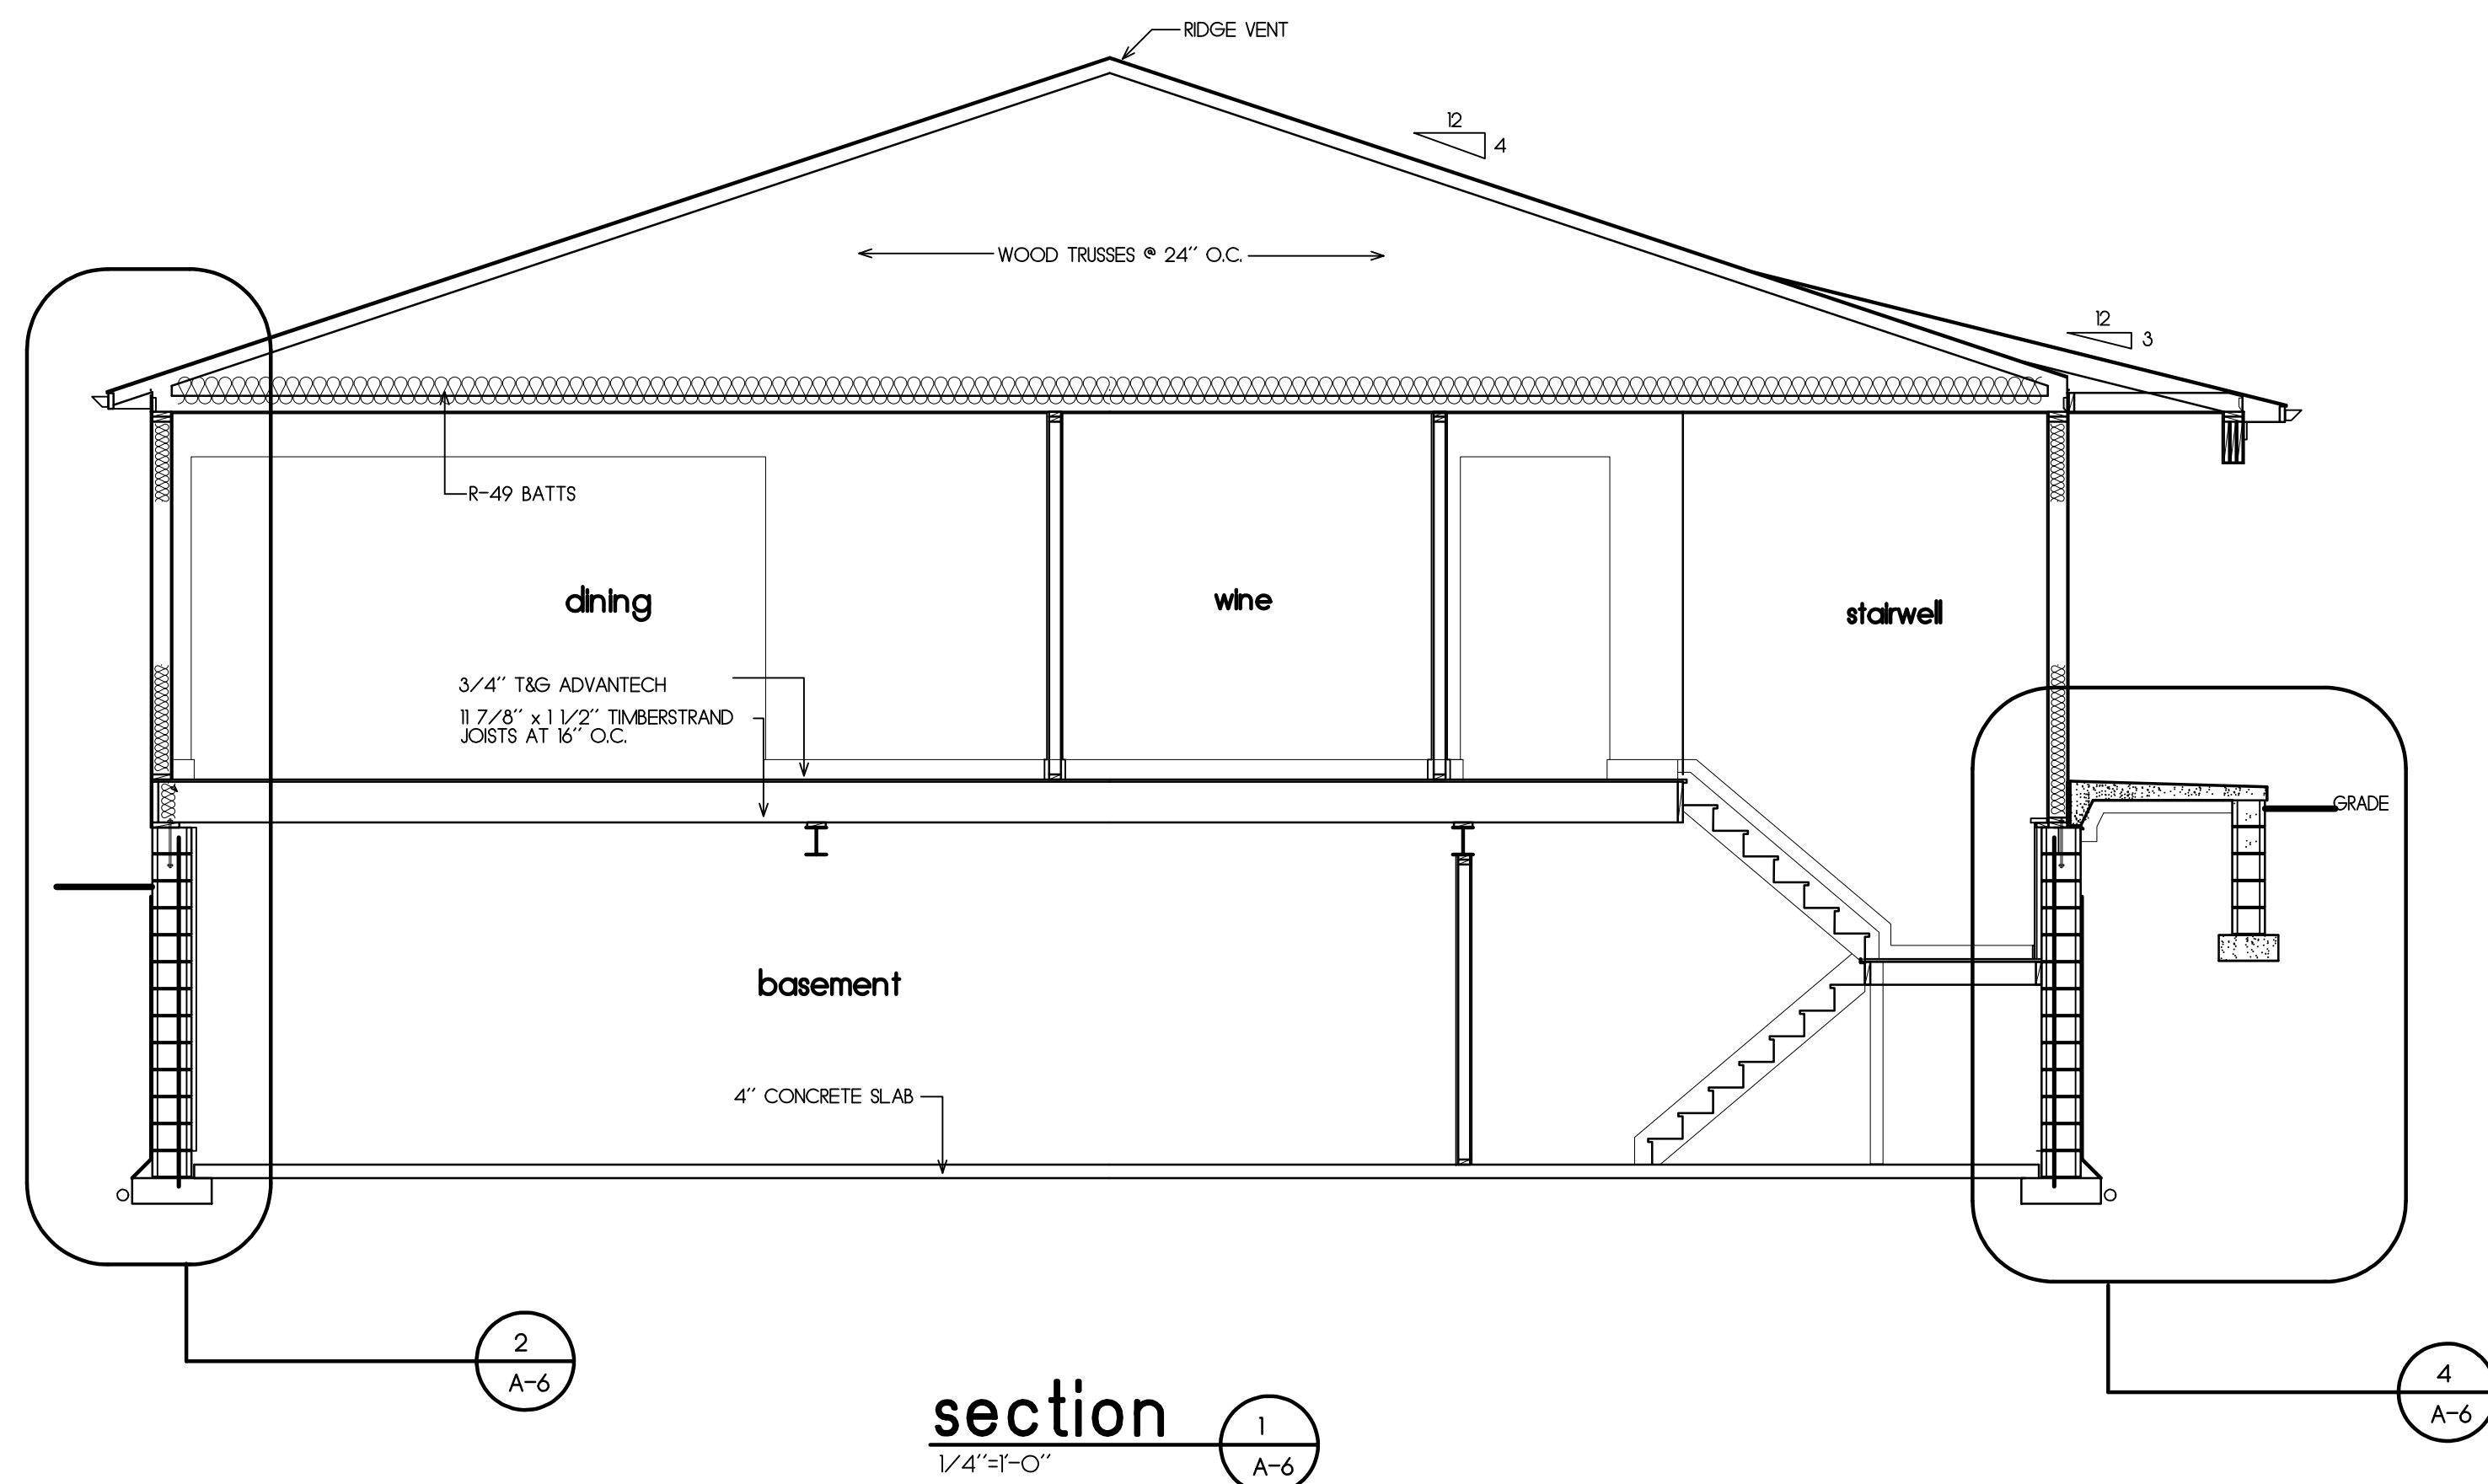 RIDGE VENT
12
4
WOOD TRUSSES @ 24'' O.C.
12
3
R-49 BATTS
dining
wine
stairwell
3/4'' T&G ADVANTECH
11 7/8'' x 1 1/2'' TIMBERSTRAND
JOISTS AT 16'' O.C.
GRADE
basement
4'' CONCRETE SLAB
2
A-6
4
A-6
section
1
A-6
1/4''=1'-0''